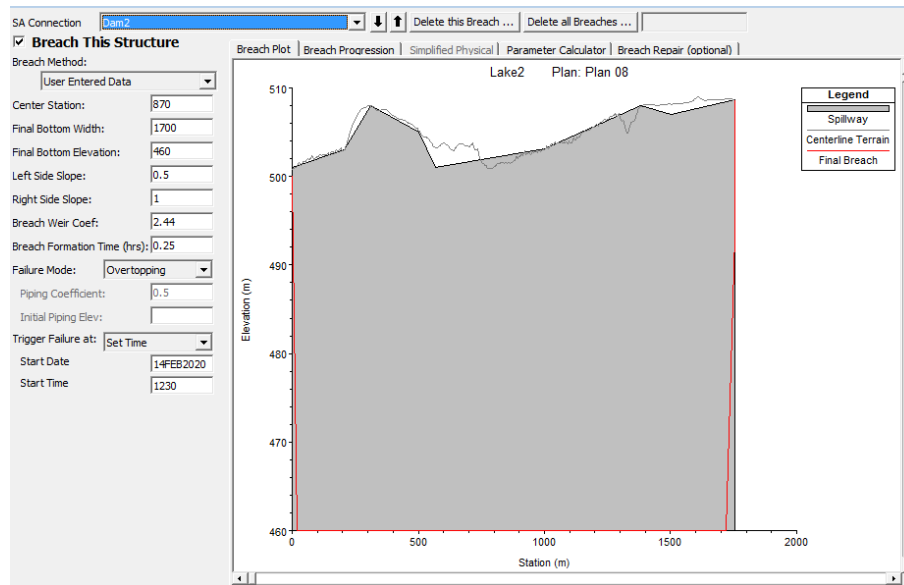 SA Connection Dam2 Delete this Breach ... Delete all Breaches ...
Breach This Structure
Breach Method:
User Entered Data
Center Station: 870
Final Bottom Width: 1700
Final Bottom Elevation: 460
Left Side Slope: 0.5
Right Side Slope: 1
Breach Weir Coef: 2.44
Breach Formation Time (hrs): 0.25
Failure Mode: Overtopping
Piping Coefficient: 0.5
Initial Piping Elev:
Trigger Failure at: Set Time
Start Date 14FEB2020
Start Time 1230
Breach Plot Breach Progression Simplified Physical Parameter Calculator Breach Repair (optional)
Lake2 Plan: Plan 08
510
500
490
480
470
460
Elevation (m)
0 500 1000 1500 2000
Station (m)
Legend
Spillway
Centerline Terrain
Final Breach